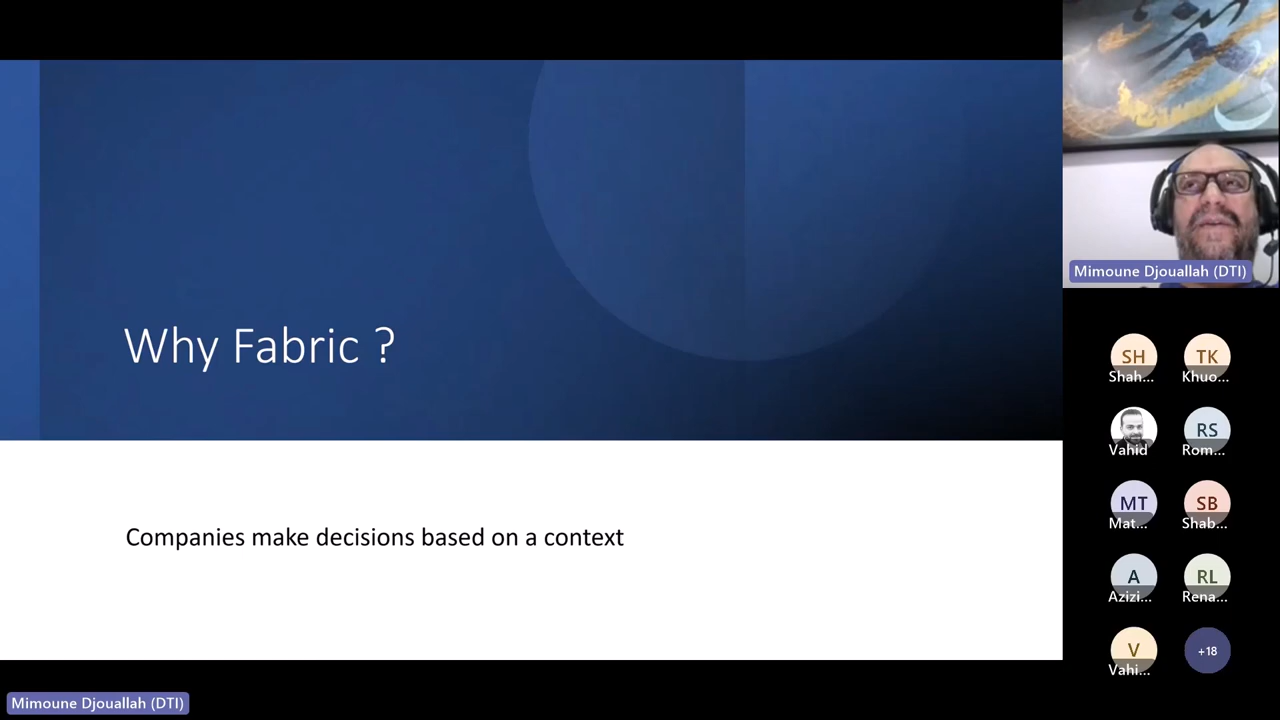 Why Fabric ?
Companies make decisions based on a context
Mimoune Djouallah (DTI)
SH
Shah...
TK
Khuo...
Vahid
RS
Rom...
MT
Mat...
SB
Shab...
A
Azizi...
RL
Rena...
V
Vahi...
+18
Mimoune Djouallah (DTI)